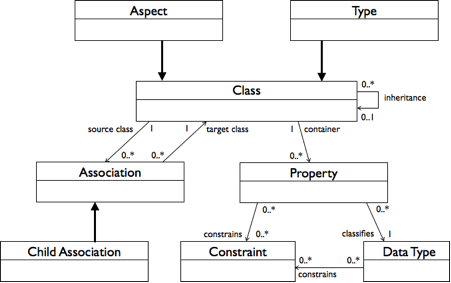 Aspect
Type
Class
0..*
inheritance
0..1
source class
1
1
target class
1
container
0..*
0..*
0..*
Association
Property
0..*
0..*
constrains
0..*
classifies
1
Child Association
Constraint
0..*
0..*
Data Type
constrains